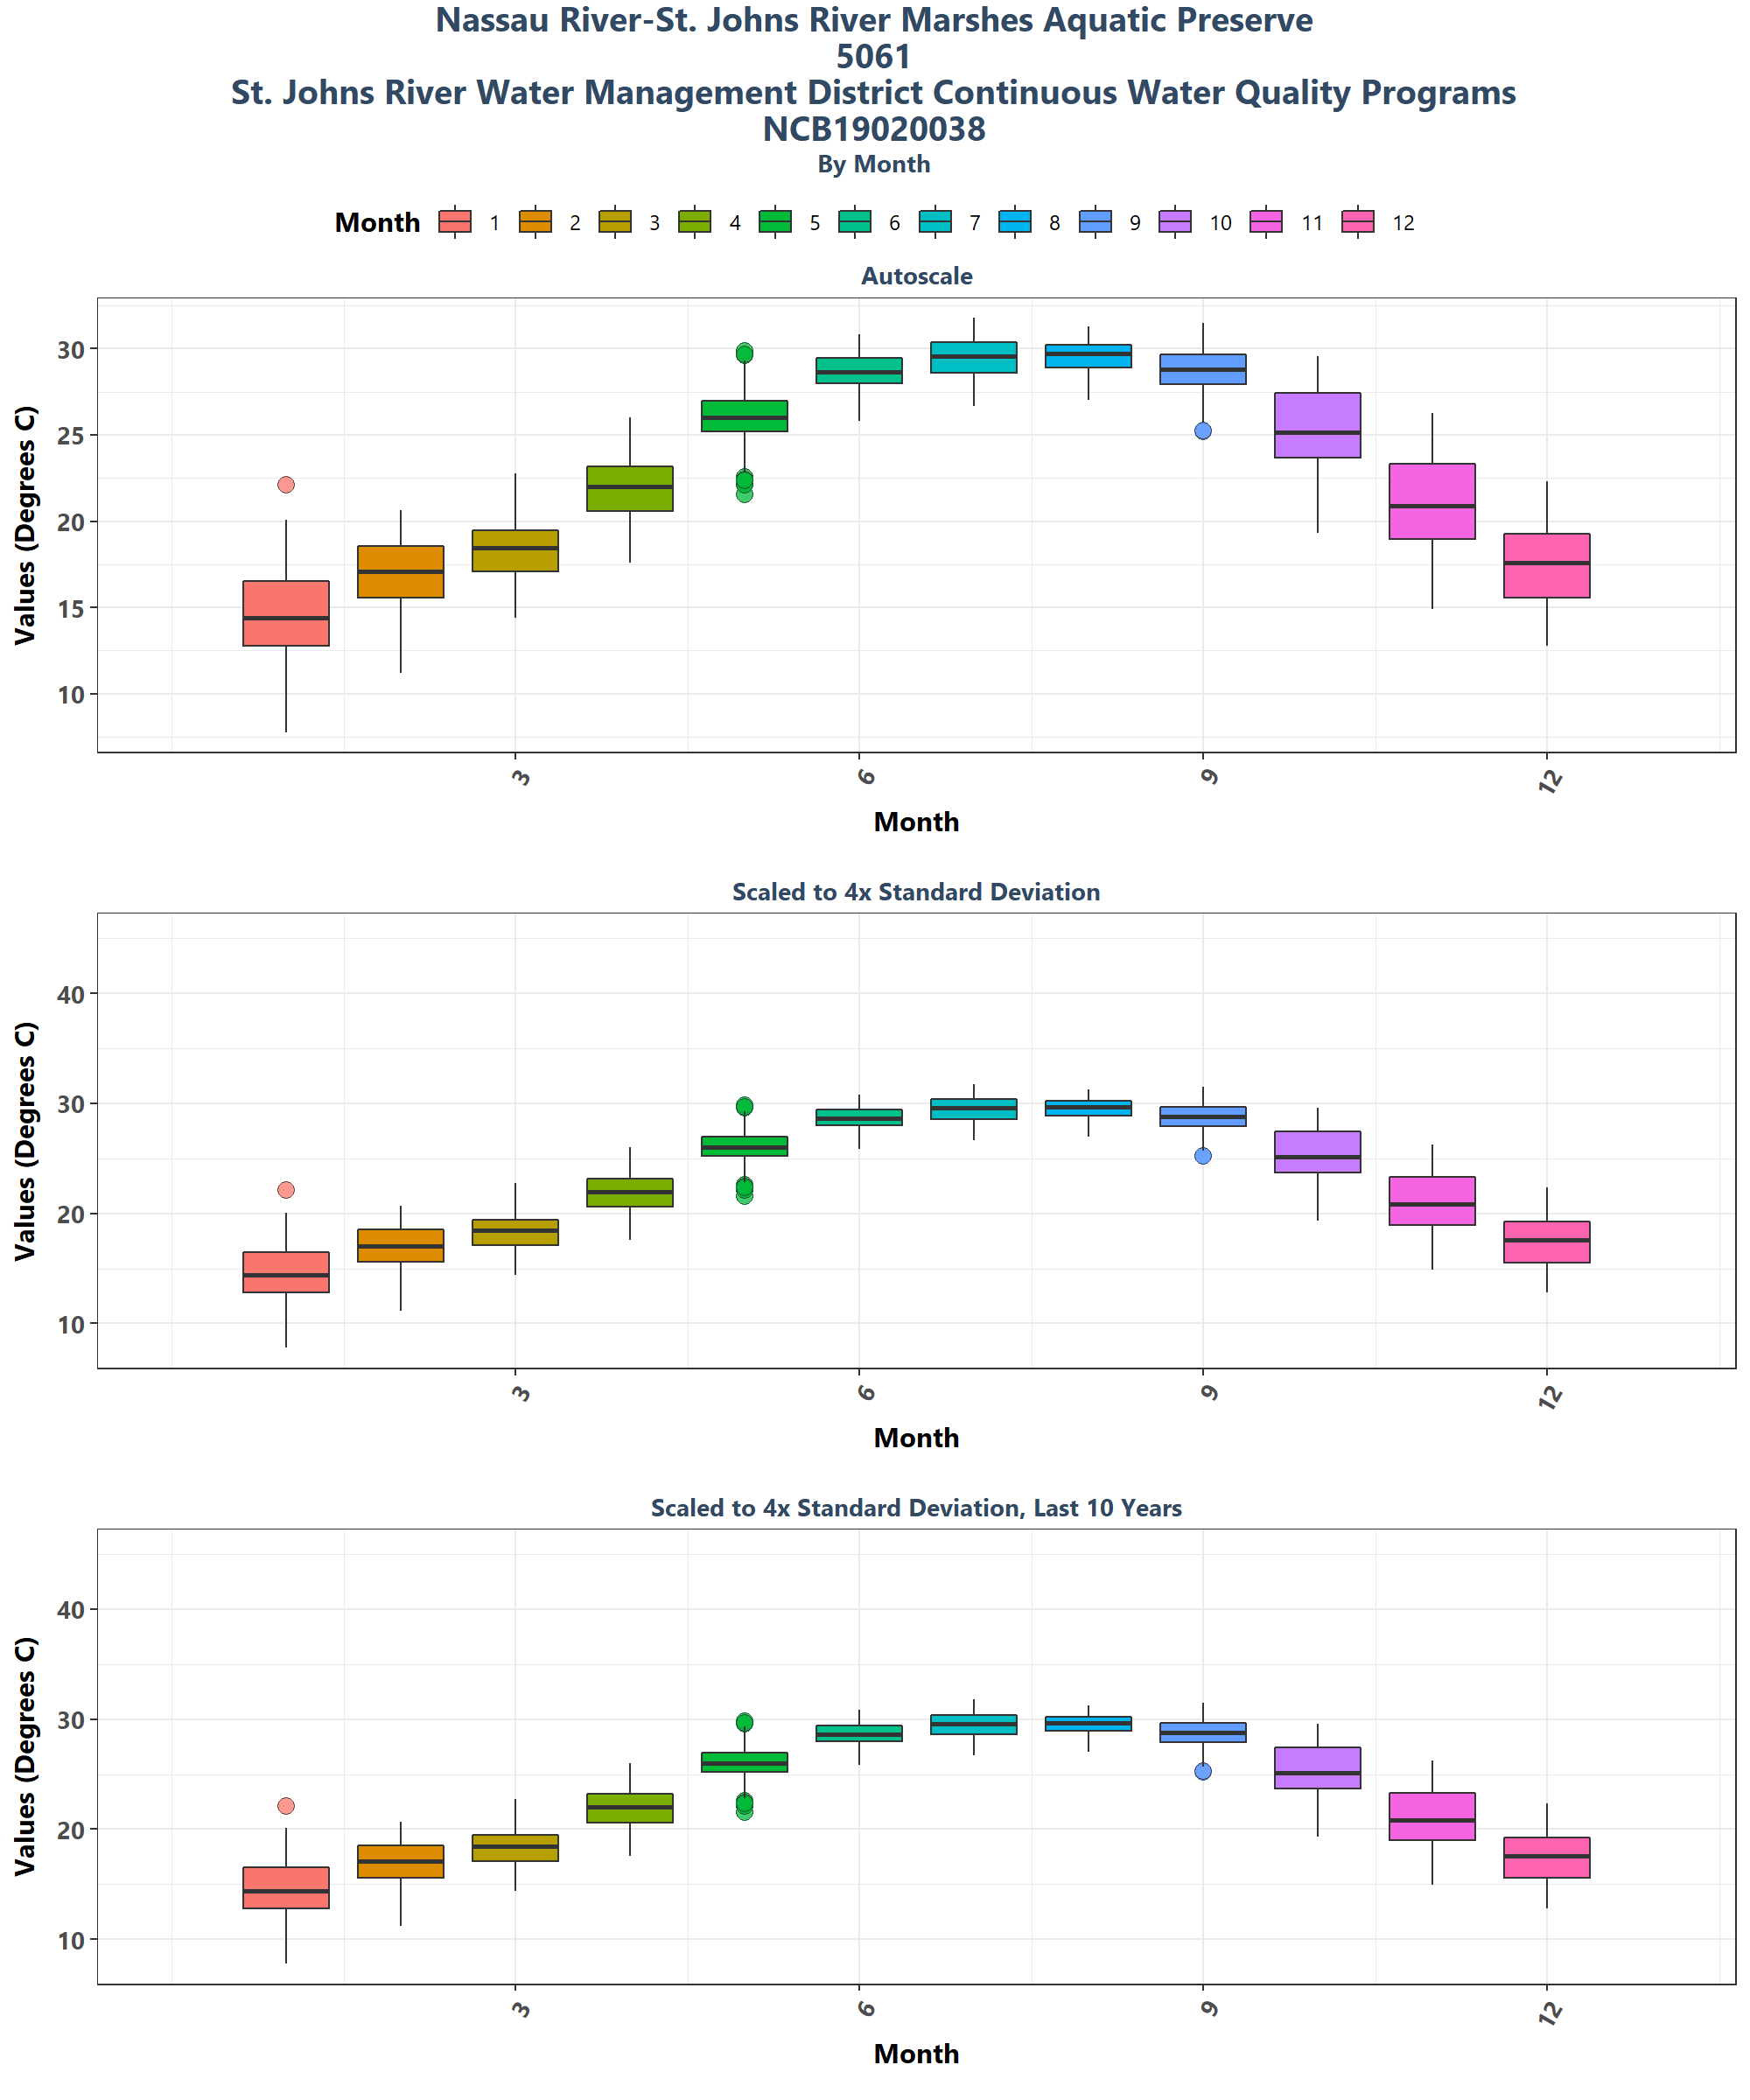 Nassau River-St. Johns River Marshes Aquatic Preserve
5061
St. Johns River Water Management District Continuous Water Quality Programs
NCB19020038
By Month
Month 1 2 3 4 5 6 7 8 9 10 11 12
Autoscale
Values (Degrees C)
30
25
20
15
10
3 6 9 12
Month
Scaled to 4x Standard Deviation
Values (Degrees C)
40
30
20
10
3 6 9 12
Month
Scaled to 4x Standard Deviation, Last 10 Years
Values (Degrees C)
40
30
20
10
3 6 9 12
Month